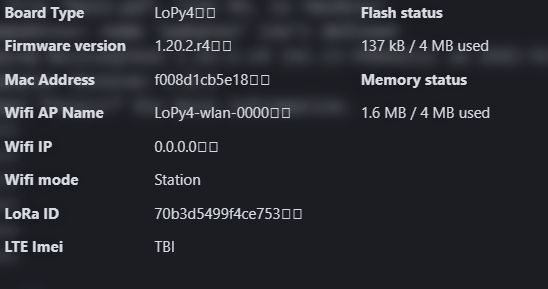 Board Type LoPy4□□ Flash status
Firmware version 1.20.2.r4□□ 137 kB / 4 MB used
Mac Address f008d1cb5e18□□ Memory status
Wifi AP Name LoPy4-wlan-0000□□ 1.6 MB / 4 MB used
Wifi IP 0.0.0.0□□
Wifi mode Station
LoRa ID 70b3d5499f4ce753□□
LTE Imei TBI